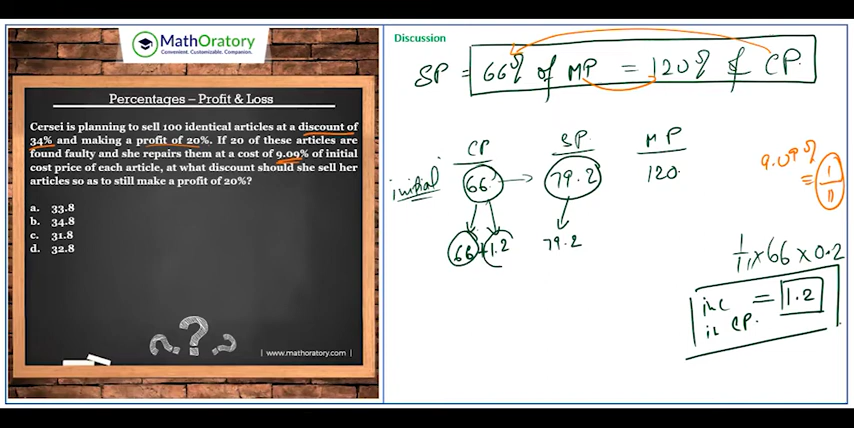 MathOratory
Convenient. Customizable. Companion.
Percentages – Profit & Loss
Cersei is planning to sell 100 identical articles at a discount of
34% and making a profit of 20%. If 20 of these articles are
found faulty and she repairs them at a cost of 9.09% of initial
cost price of each article, at what discount should she sell her
articles so as to still make a profit of 20%?
a. 33.8
b. 34.8
c. 31.8
d. 32.8
| www.mathoratory.com
Discussion
SP = 66% of MP = 120% of CP.
CP SP. MP
initial 66 → 79.2 120.
66 + 1.2 79.2
9.09% = 1/11
1/11 × 66 × 0.2
inc in CP. = 1.2